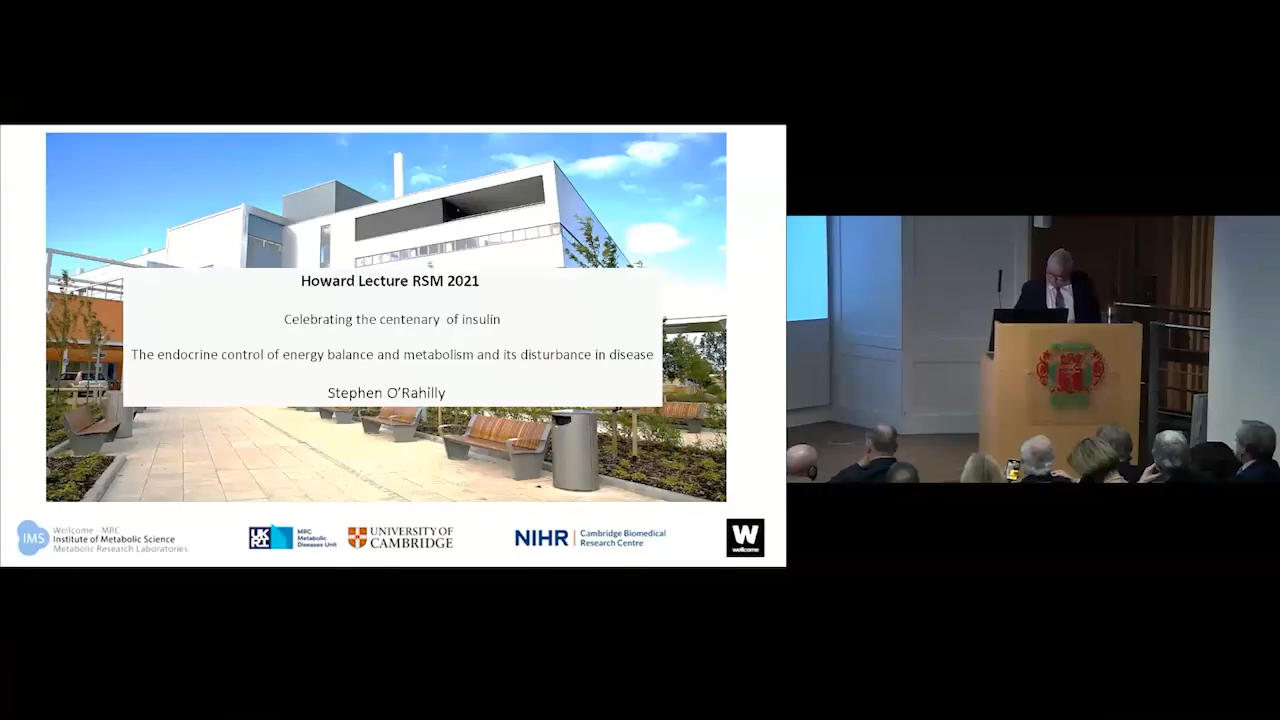 Howard Lecture RSM 2021
Celebrating the centenary of insulin
The endocrine control of energy balance and metabolism and its disturbance in disease
Stephen O'Rahilly
IMS
Wellcome - MRC
Institute of Metabolic Science
Metabolic Research Laboratories
UKRI
MRC
Metabolic
Diseases Unit
UNIVERSITY OF
CAMBRIDGE
NIHR
Cambridge Biomedical
Research Centre
W
wellcome